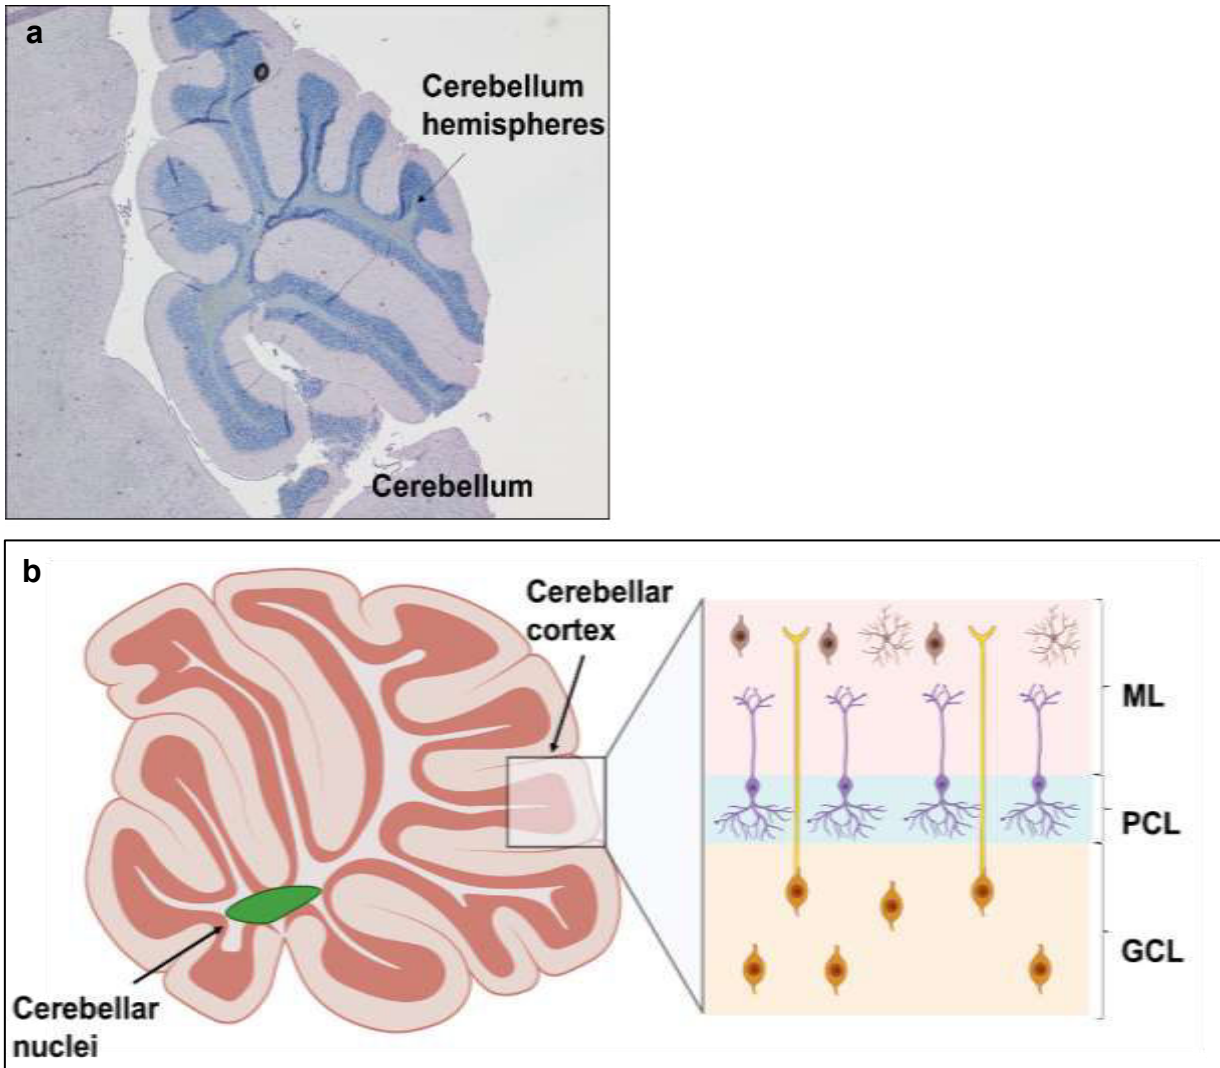 a
Cerebellum
hemispheres
Cerebellum
b
Cerebellar
cortex
ML
PCL
GCL
Cerebellar
nuclei